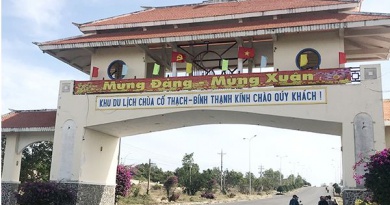 Mừng Đảng - Mừng Xuân
KHU DU LỊCH CHÙA CỔ THẠCH - BÌNH THẠNH KÍNH CHÀO QUÝ KHÁCH !